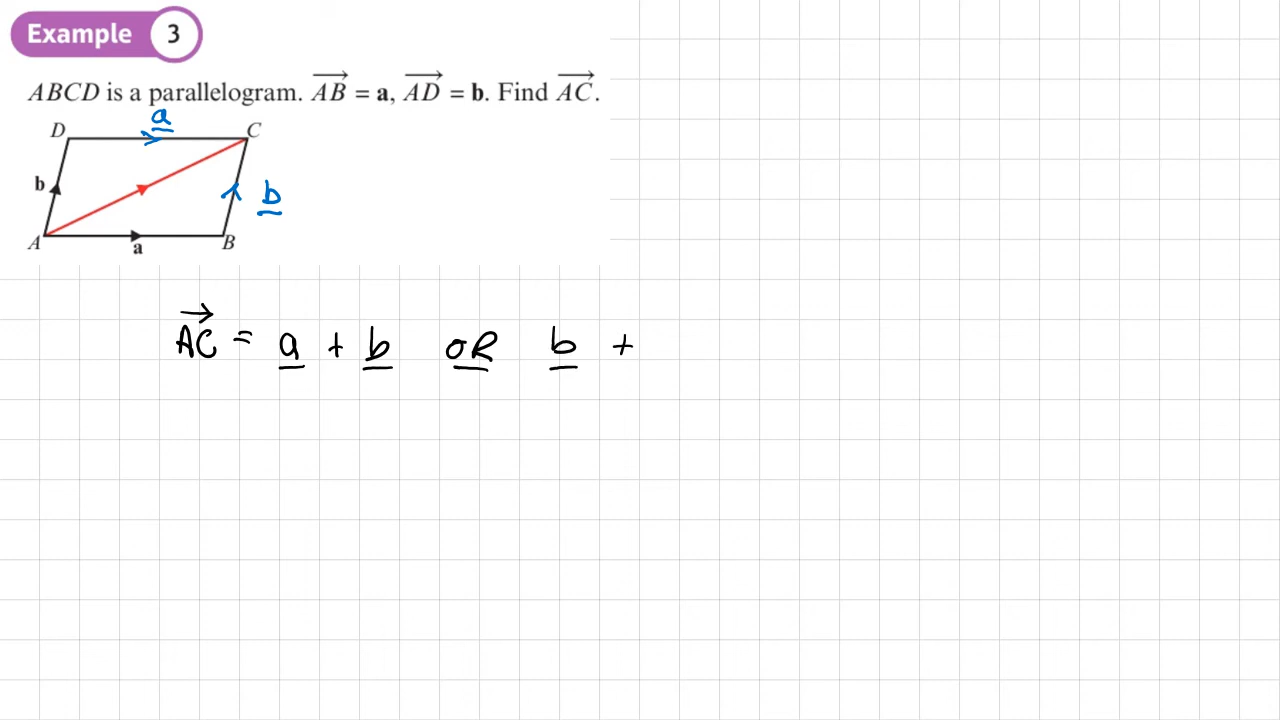 Example 3
ABCD is a parallelogram. →AB = a, →AD = b. Find →AC.
a
D C
b b
A B
a
→AC = a + b OR b +